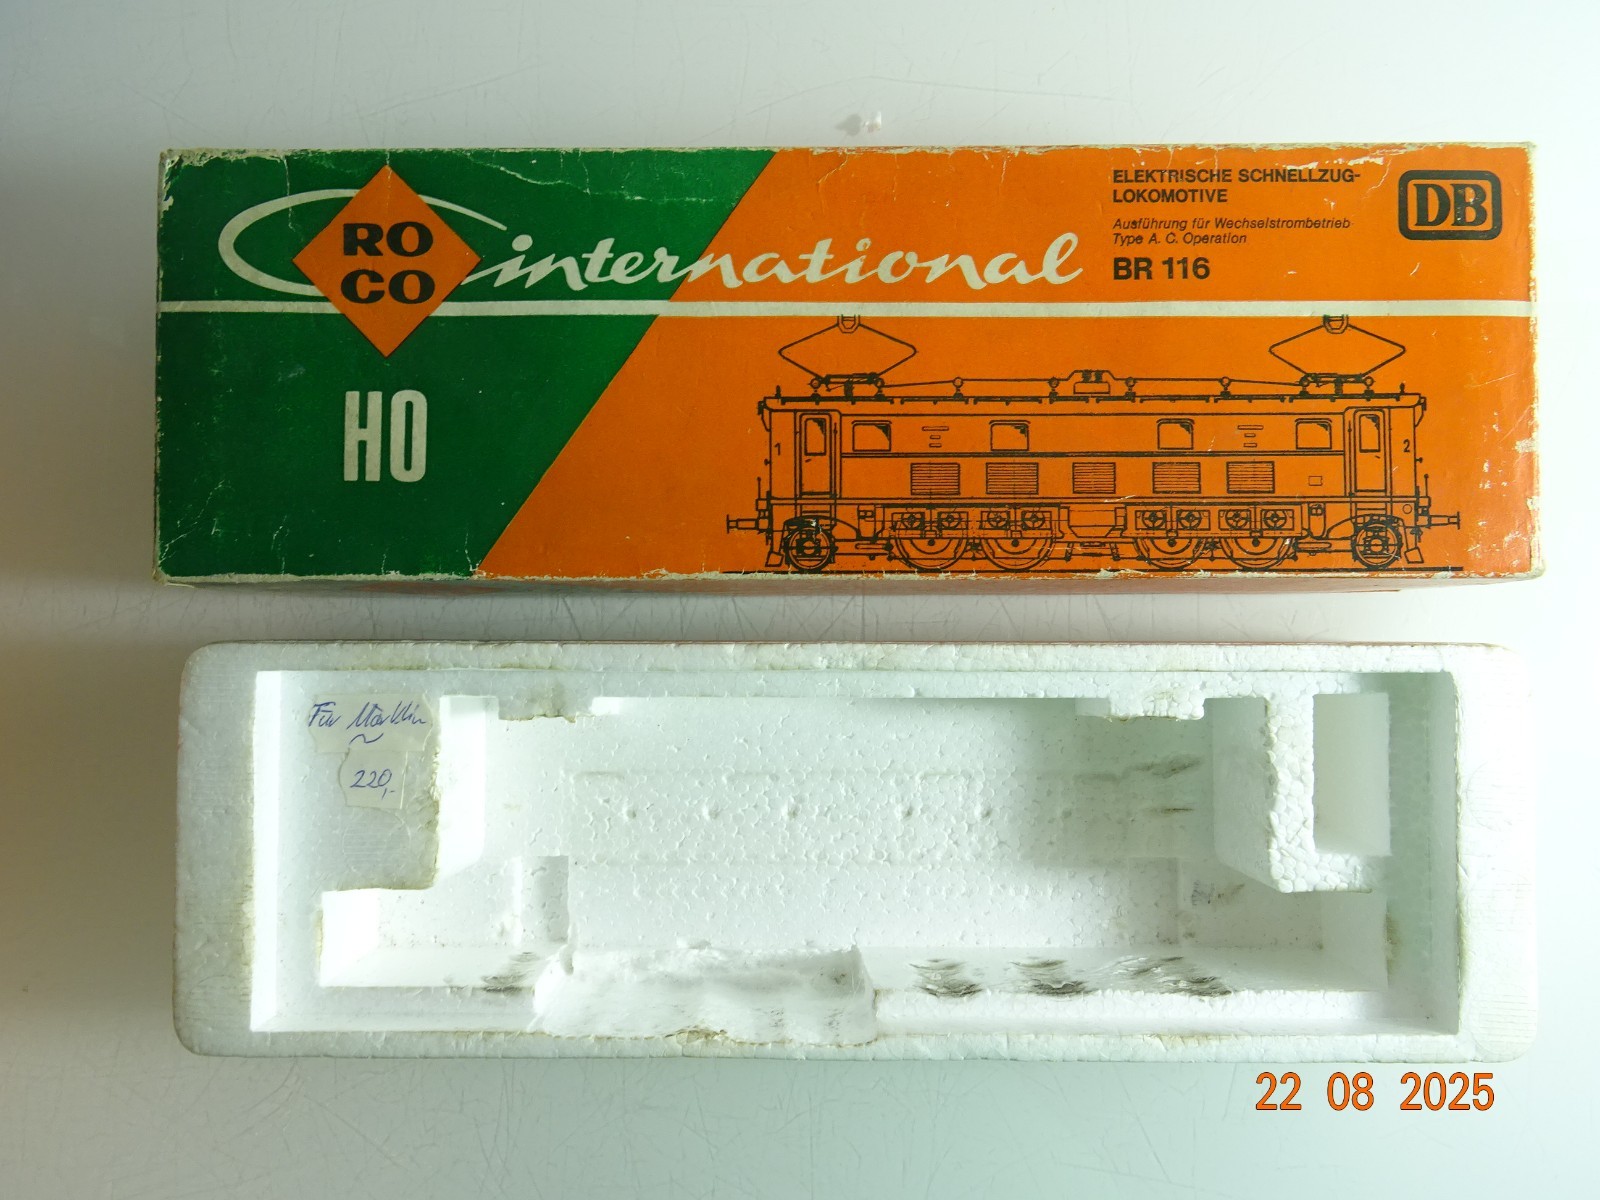 RO
CO
international
HO
ELEKTRISCHE SCHNELLZUG-
LOKOMOTIVE
Ausführung für Wechselstrombetrieb
Type A. C. Operation
BR 116
DB
1
2
Für Märklin
~
220,-
22 08 2025